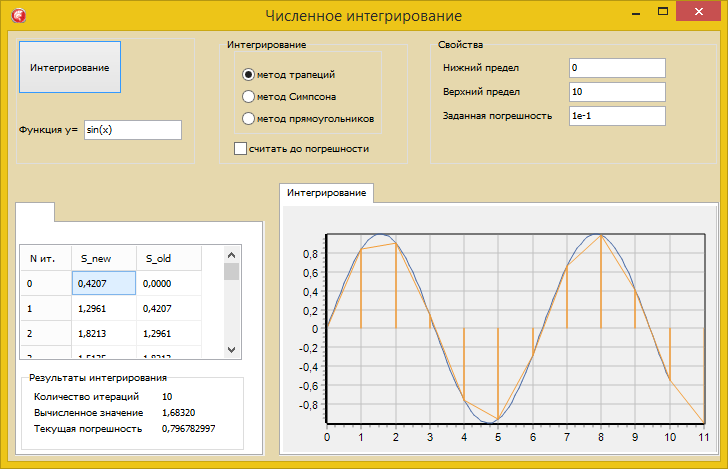 Численное интегрирование
Интегрирование
Функция y= sin(x)
Интегрирование
метод трапеций
метод Симпсона
метод прямоугольников
считать до погрешности
Свойства
Нижний предел 0
Верхний предел 10
Заданная погрешность 1e-1
N ит. S_new S_old
0 0,4207 0,0000
1 1,2961 0,4207
2 1,8213 1,2961
Результаты интегрирования
Количество итераций 10
Вычисленное значение 1,68320
Текущая погрешность 0,796782997
Интегрирование
0,8
0,6
0,4
0,2
0
-0,2
-0,4
-0,6
-0,8
0 1 2 3 4 5 6 7 8 9 10 11